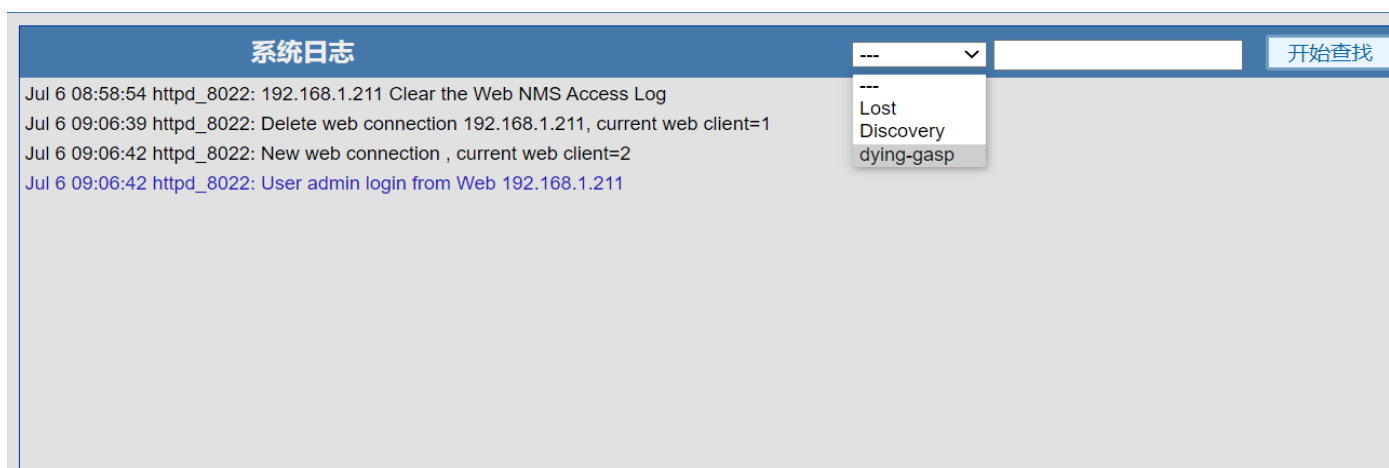 系统日志
---
开始查找
Jul 6 08:58:54 httpd_8022: 192.168.1.211 Clear the Web NMS Access Log
Jul 6 09:06:39 httpd_8022: Delete web connection 192.168.1.211, current web client=1
Jul 6 09:06:42 httpd_8022: New web connection , current web client=2
Jul 6 09:06:42 httpd_8022: User admin login from Web 192.168.1.211
---
Lost
Discovery
dying-gasp